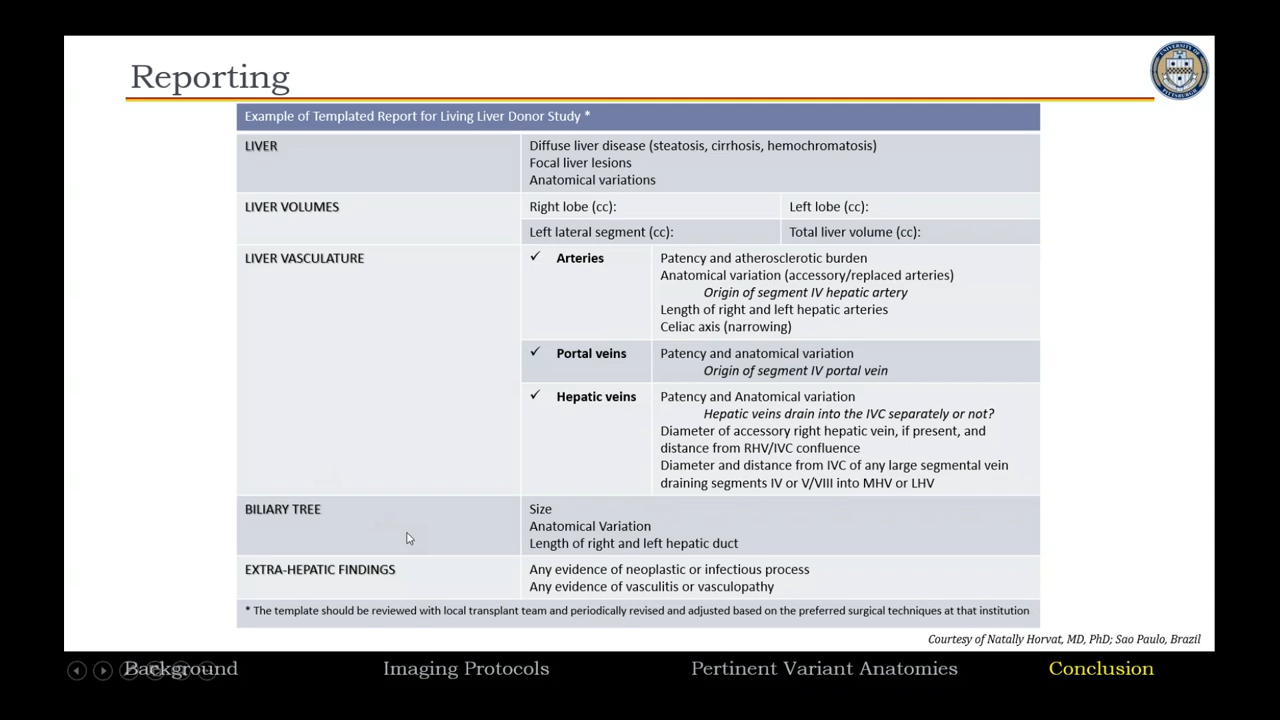 Reporting
Example of Templated Report for Living Liver Donor Study *
LIVER
Diffuse liver disease (steatosis, cirrhosis, hemochromatosis)
Focal liver lesions
Anatomical variations
LIVER VOLUMES
Right lobe (cc):
Left lobe (cc):
Left lateral segment (cc):
Total liver volume (cc):
LIVER VASCULATURE
✓ Arteries
Patency and atherosclerotic burden
Anatomical variation (accessory/replaced arteries)
Origin of segment IV hepatic artery
Length of right and left hepatic arteries
Celiac axis (narrowing)
✓ Portal veins
Patency and anatomical variation
Origin of segment IV portal vein
✓ Hepatic veins
Patency and Anatomical variation
Hepatic veins drain into the IVC separately or not?
Diameter of accessory right hepatic vein, if present, and
distance from RHV/IVC confluence
Diameter and distance from IVC of any large segmental vein
draining segments IV or V/VIII into MHV or LHV
BILIARY TREE
Size
Anatomical Variation
Length of right and left hepatic duct
EXTRA-HEPATIC FINDINGS
Any evidence of neoplastic or infectious process
Any evidence of vasculitis or vasculopathy
* The template should be reviewed with local transplant team and periodically revised and adjusted based on the preferred surgical techniques at that institution
Courtesy of Natally Horvat, MD, PhD; Sao Paulo, Brazil
Background
Imaging Protocols
Pertinent Variant Anatomies
Conclusion